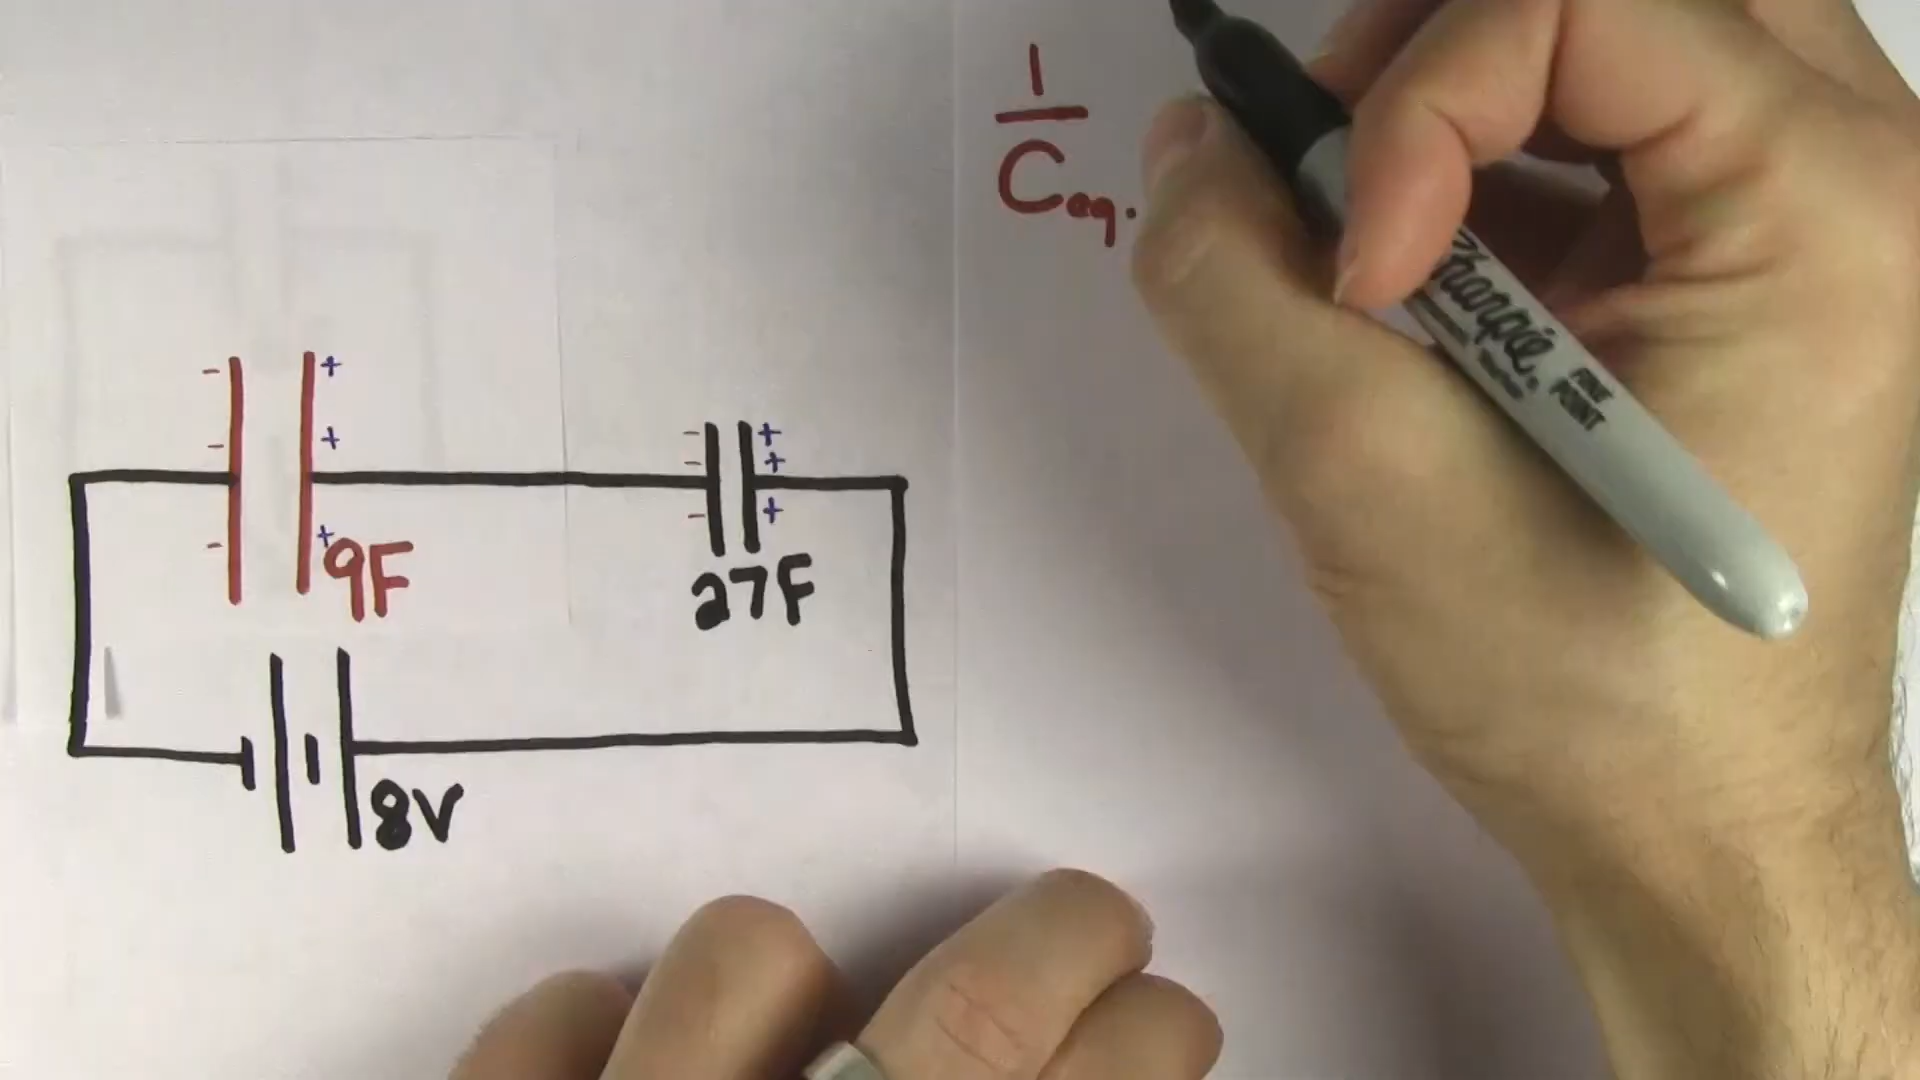 1
Ceq.
- +
- +
- +
9F
- +
- +
- +
27F
8V
Sharpie.
FINE
POINT